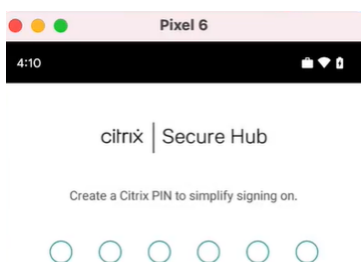 Pixel 6
4:10
citrix | Secure Hub
Create a Citrix PIN to simplify signing on.